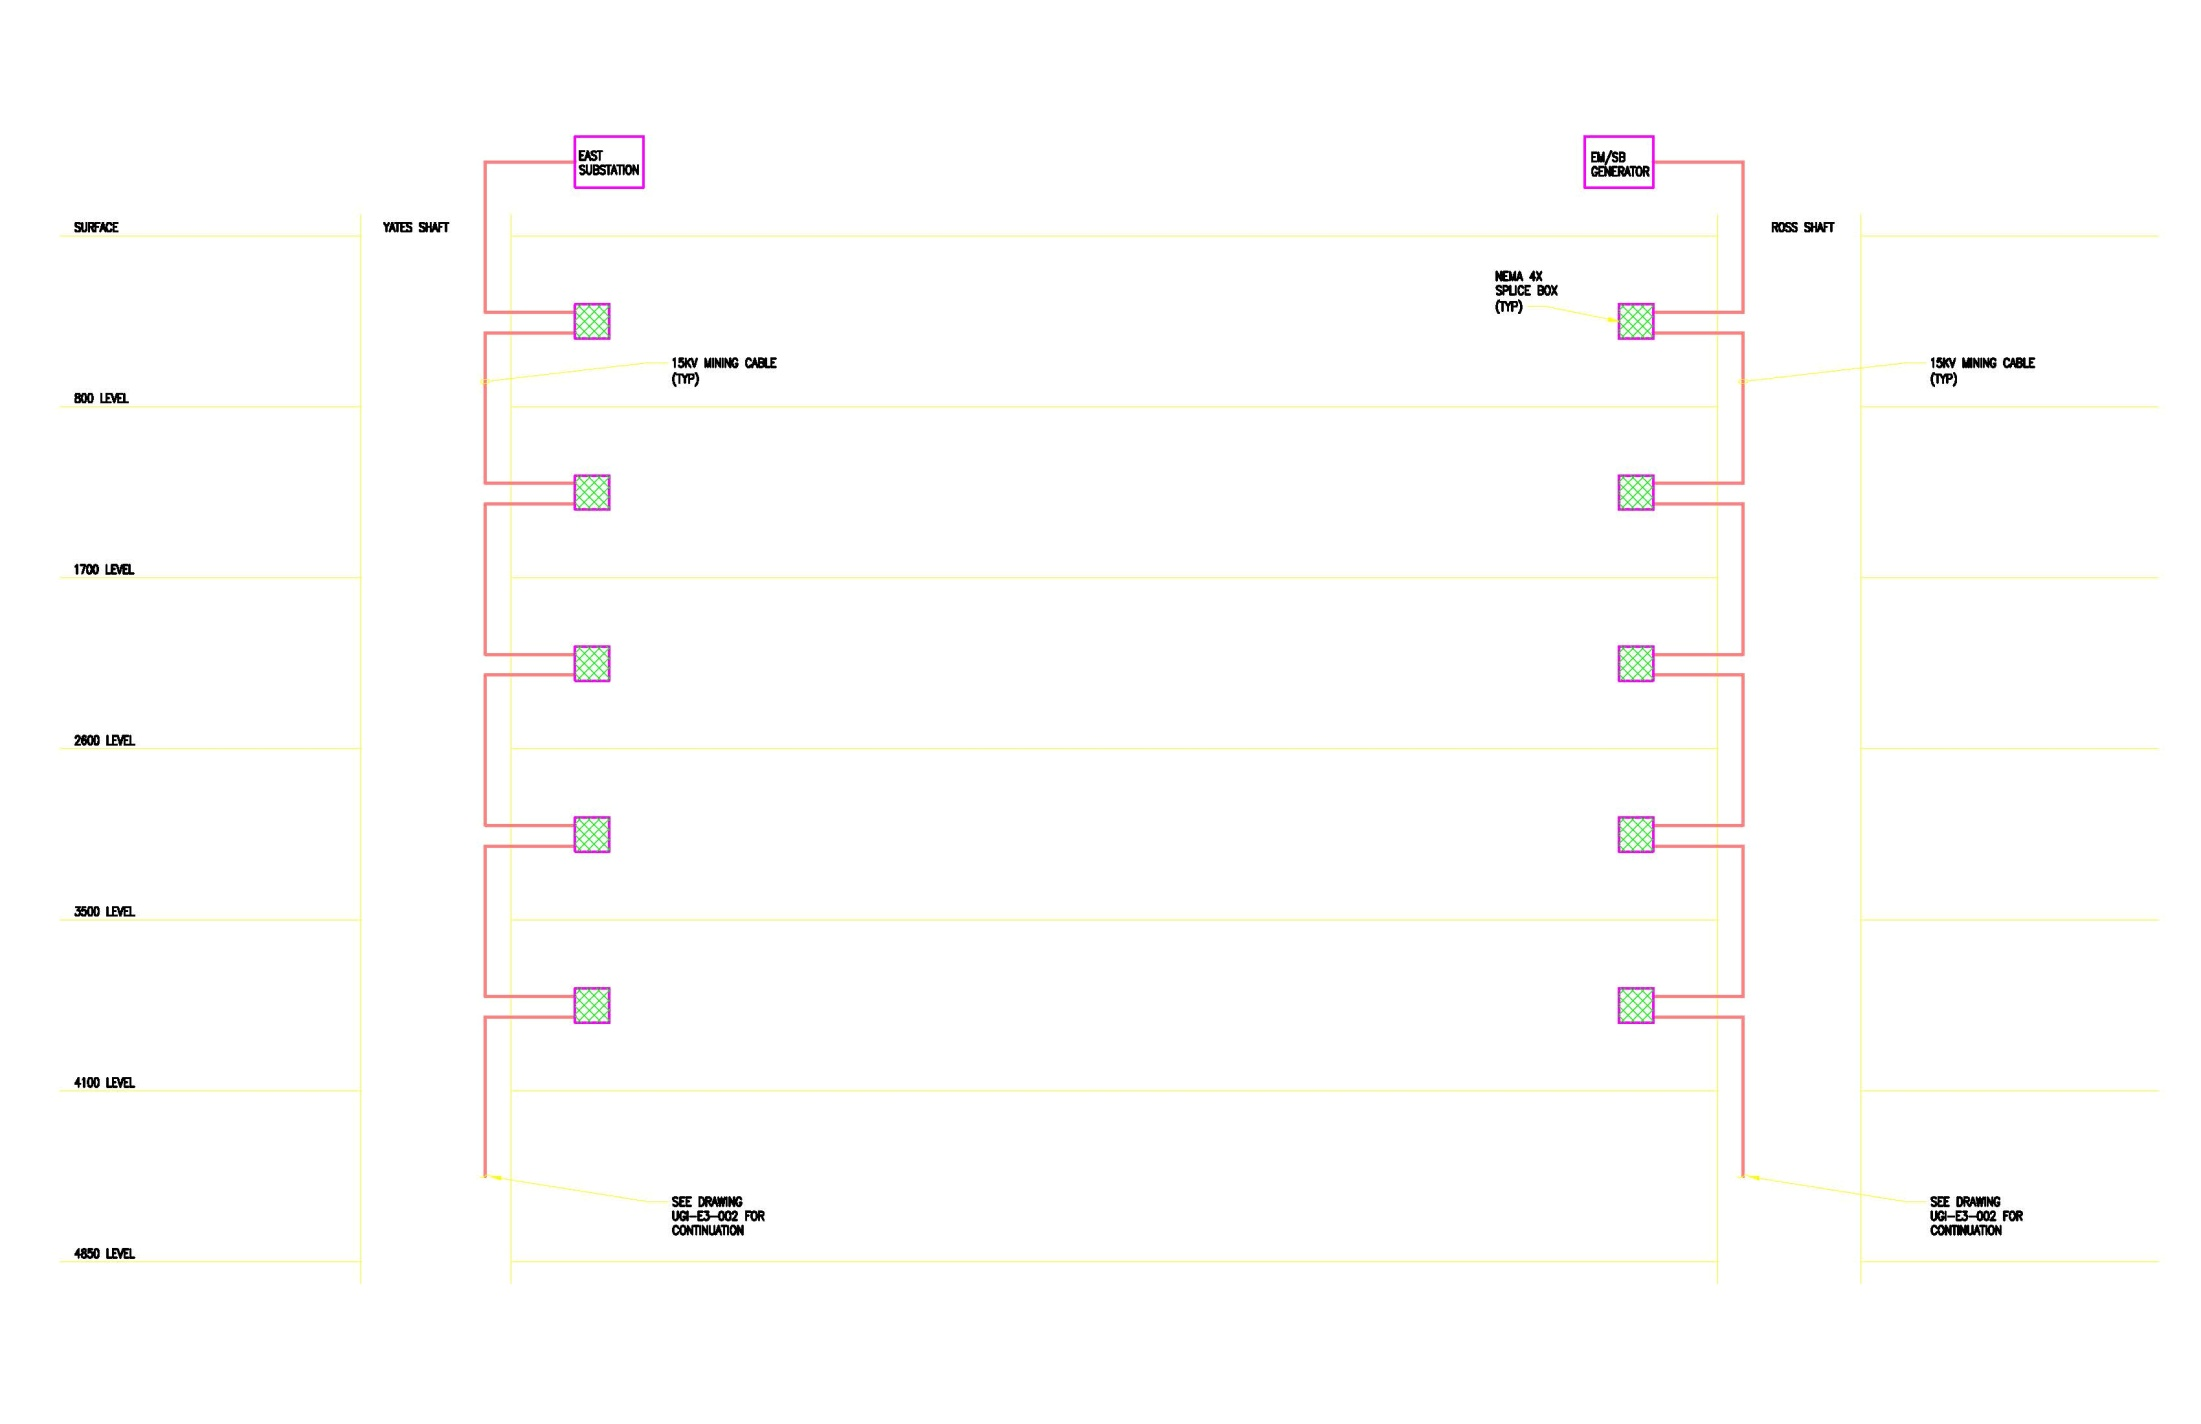 EAST
SUBSTATION
EM/SB
GENERATOR
SURFACE
YATES SHAFT
ROSS SHAFT
NEMA 4X
SPLICE BOX
(TYP)
15KV MINING CABLE
(TYP)
15KV MINING CABLE
(TYP)
800 LEVEL
1700 LEVEL
2600 LEVEL
3500 LEVEL
4100 LEVEL
SEE DRAWING
UGI-E3-002 FOR
CONTINUATION
SEE DRAWING
UGI-E3-002 FOR
CONTINUATION
4850 LEVEL